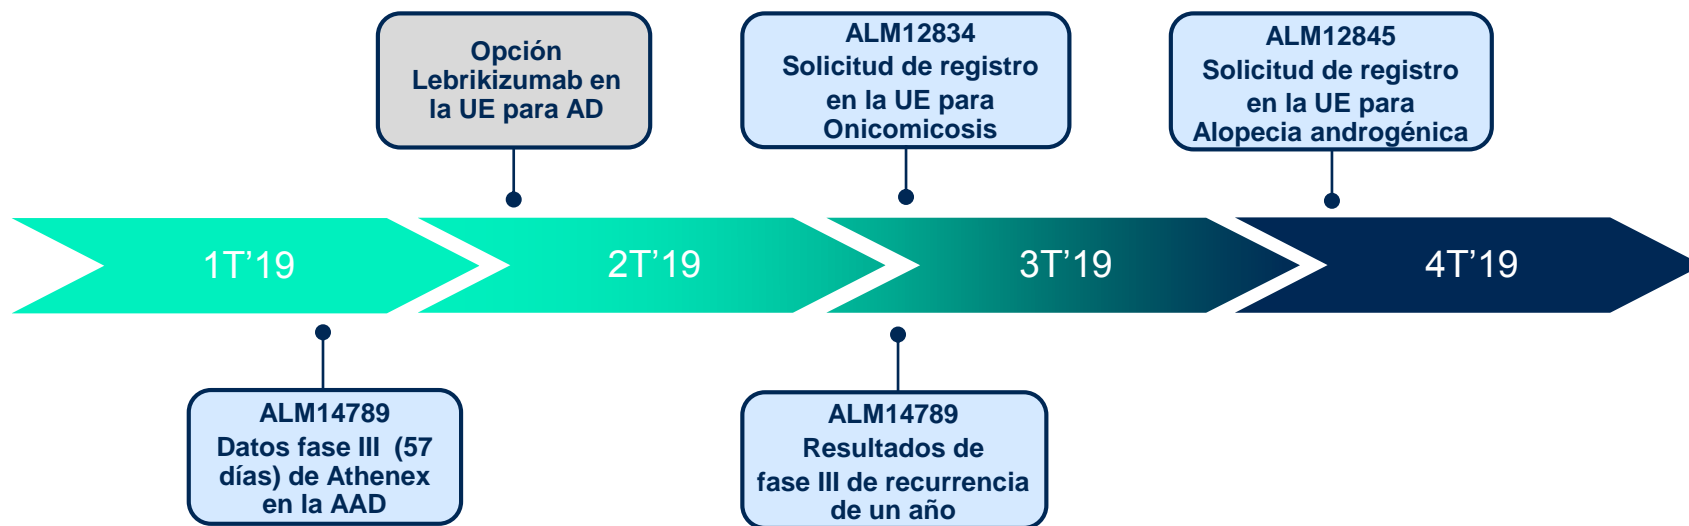 Opción
Lebrikizumab en
la UE para AD
ALM12834
Solicitud de registro
en la UE para
Onicomicosis
ALM12845
Solicitud de registro
en la UE para
Alopecia androgénica
1T’19
2T’19
3T’19
4T’19
ALM14789
Datos fase III (57
días) de Athenex
en la AAD
ALM14789
Resultados de
fase III de recurrencia
de un año